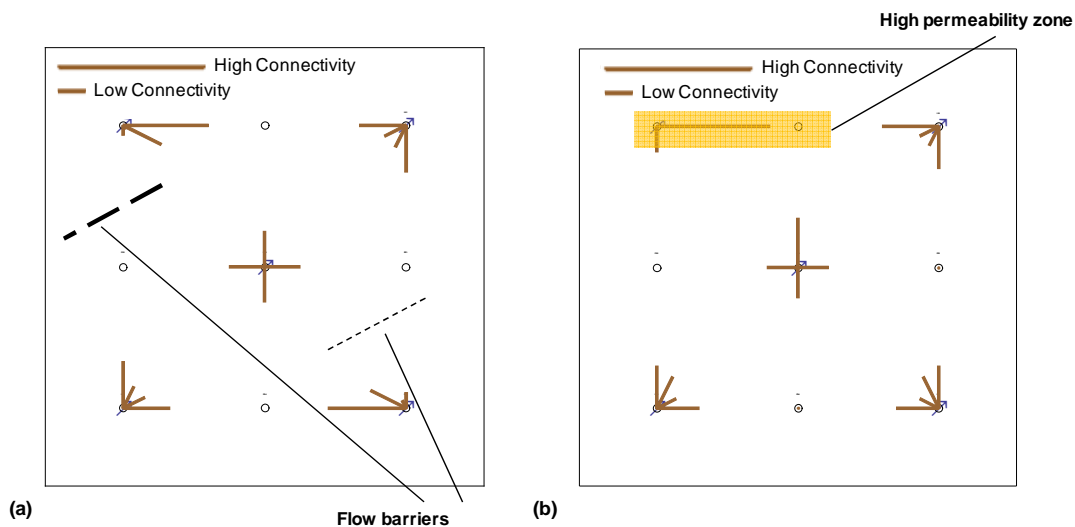 High permeability zone
High Connectivity
Low Connectivity
High Connectivity
Low Connectivity
(a)
Flow barriers
(b)